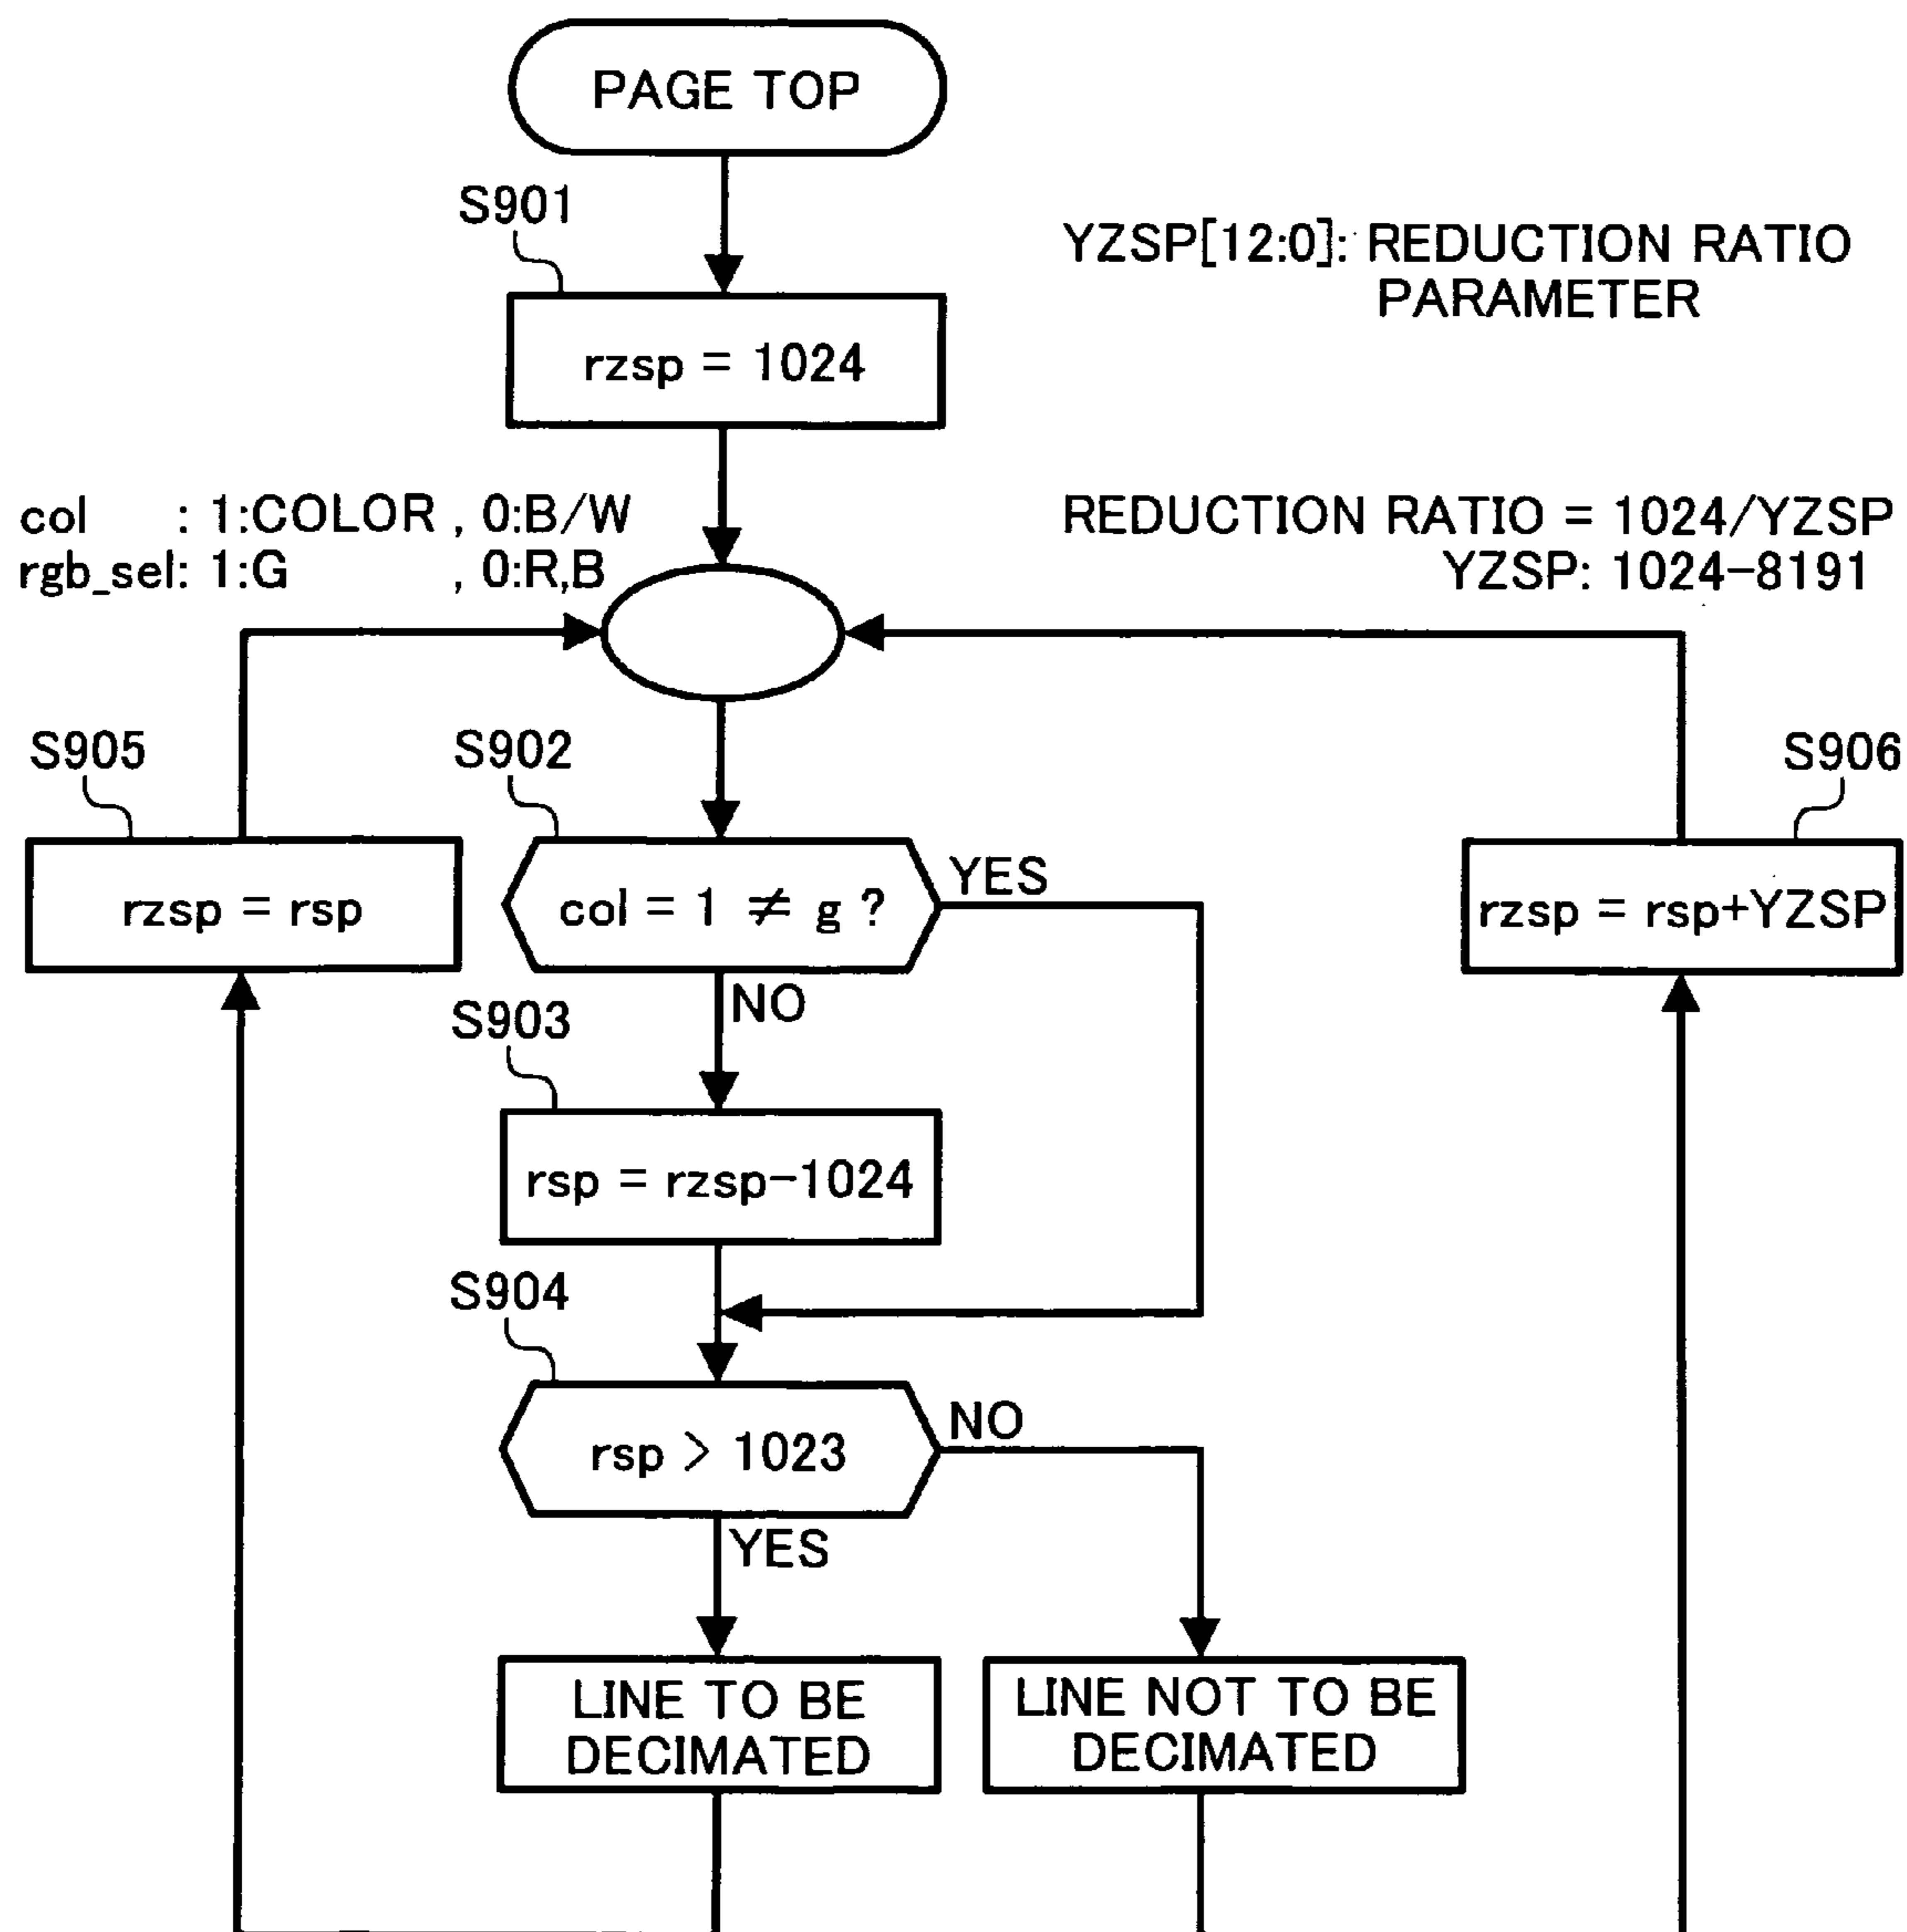 PAGE TOP
S901
YZSP[12:0]: REDUCTION RATIO
PARAMETER
rzsp = 1024
col : 1:COLOR , 0:B/W
rgb_sel: 1:G , 0:R,B
REDUCTION RATIO = 1024/YZSP
YZSP: 1024-8191
S905
S902
S906
rzsp = rsp
col = 1 ≠ g ?
YES
rzsp = rsp+YZSP
NO
S903
rsp = rzsp-1024
S904
rsp > 1023
NO
YES
LINE TO BE
DECIMATED
LINE NOT TO BE
DECIMATED